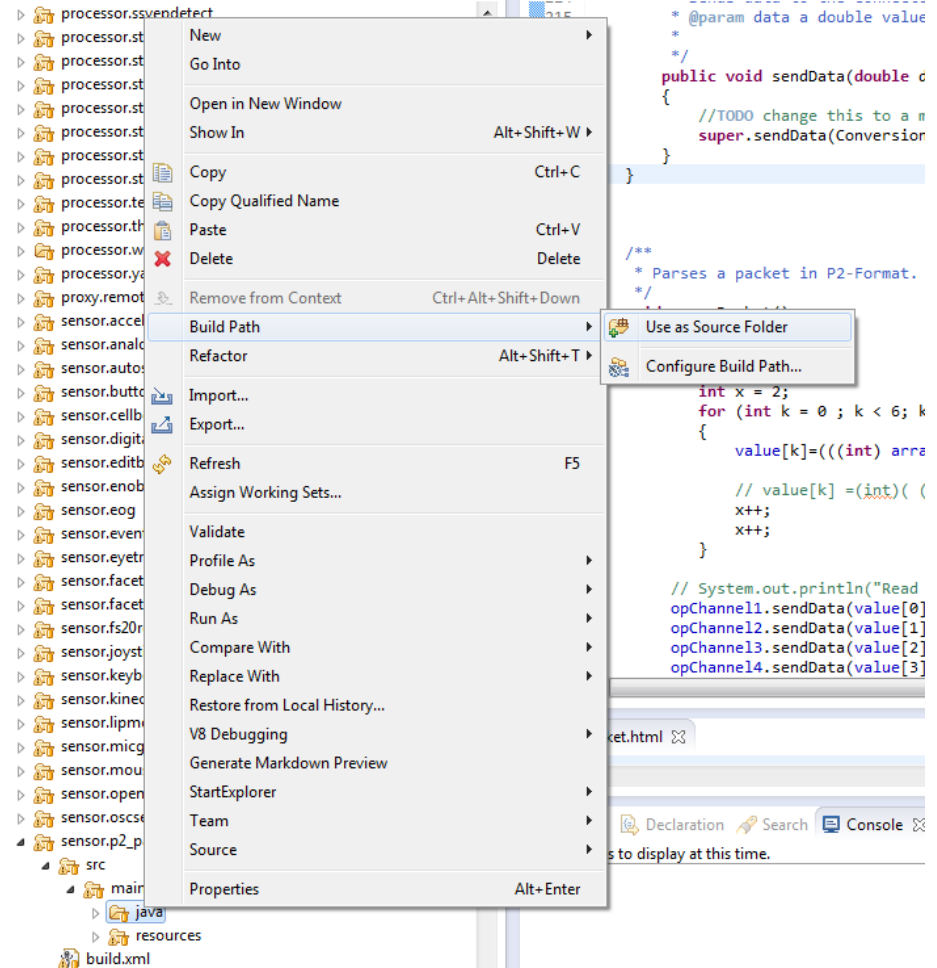 processor.ssvepdetect
processor.st
processor.st
processor.st
processor.st
processor.st
processor.st
processor.st
processor.te
processor.th
processor.w
processor.ya
proxy.remot
sensor.accel
sensor.analo
sensor.autos
sensor.butto
sensor.cellb
sensor.digita
sensor.editb
sensor.enob
sensor.eog
sensor.even
sensor.eyetr
sensor.facet
sensor.facet
sensor.fs20r
sensor.joyst
sensor.keyb
sensor.kinec
sensor.lipm
sensor.micg
sensor.mou
sensor.open
sensor.oscse
sensor.p2_p
src
main
java
resources
build.xml
New
Go Into
Open in New Window
Show In Alt+Shift+W
Copy Ctrl+C
Copy Qualified Name
Paste Ctrl+V
Delete Delete
Remove from Context Ctrl+Alt+Shift+Down
Build Path
Refactor Alt+Shift+T
Import...
Export...
Refresh F5
Assign Working Sets...
Validate
Profile As
Debug As
Run As
Compare With
Replace With
Restore from Local History...
V8 Debugging
Generate Markdown Preview
StartExplorer
Team
Source
Properties Alt+Enter
Use as Source Folder
Configure Build Path...
215
* @param data a double value
*
*/
public void sendData(double d
{
//TODO change this to a m
super.sendData(Conversion
}
}
/**
* Parses a packet in P2-Format.
*/
int x = 2;
for (int k = 0 ; k < 6; k
{
value[k]=(((int) arra
// value[k] =(int)( (
x++;
x++;
}
// System.out.println("Read
opChannel1.sendData(value[0]
opChannel2.sendData(value[1]
opChannel3.sendData(value[2]
opChannel4.sendData(value[3]
ket.html
Declaration Search Console
s to display at this time.